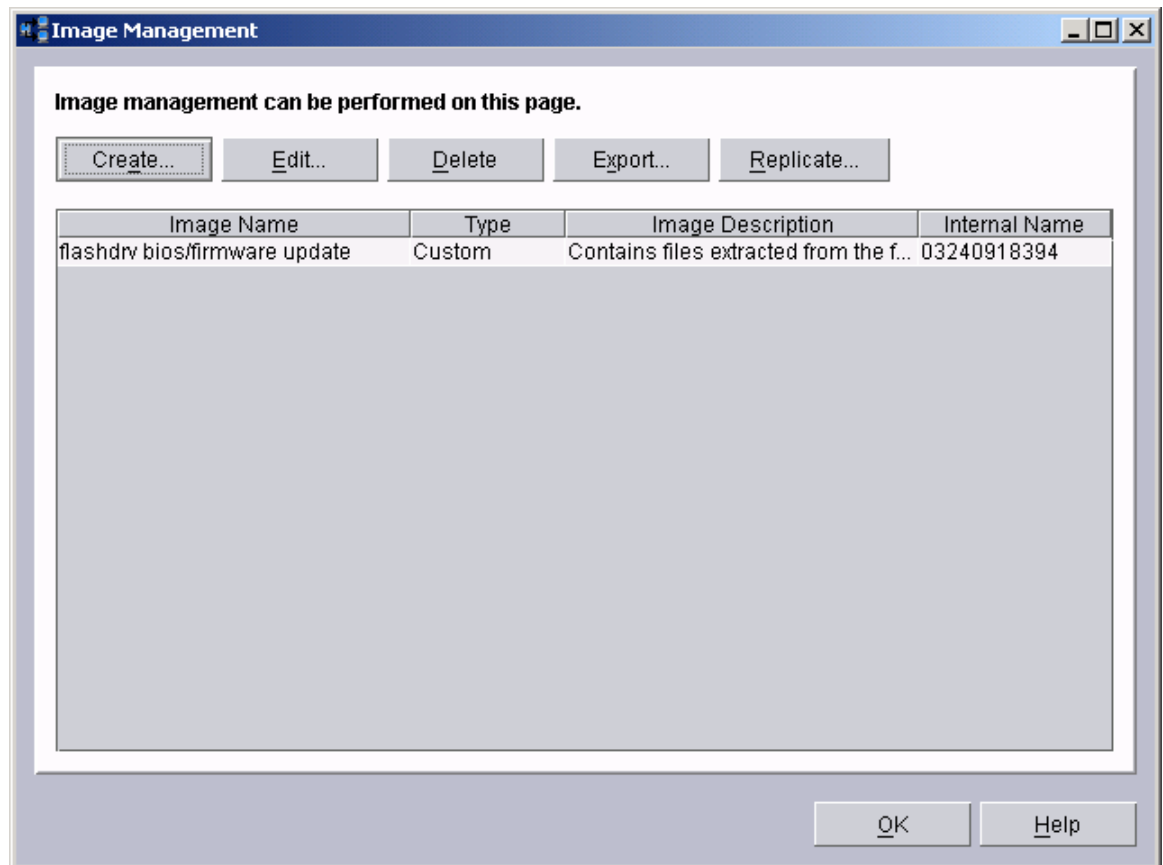 Image Management
Image management can be performed on this page.
Create... Edit... Delete Export... Replicate...
Image Name Type Image Description Internal Name
flashdrv bios/firmware update Custom Contains files extracted from the f... 03240918394
OK Help